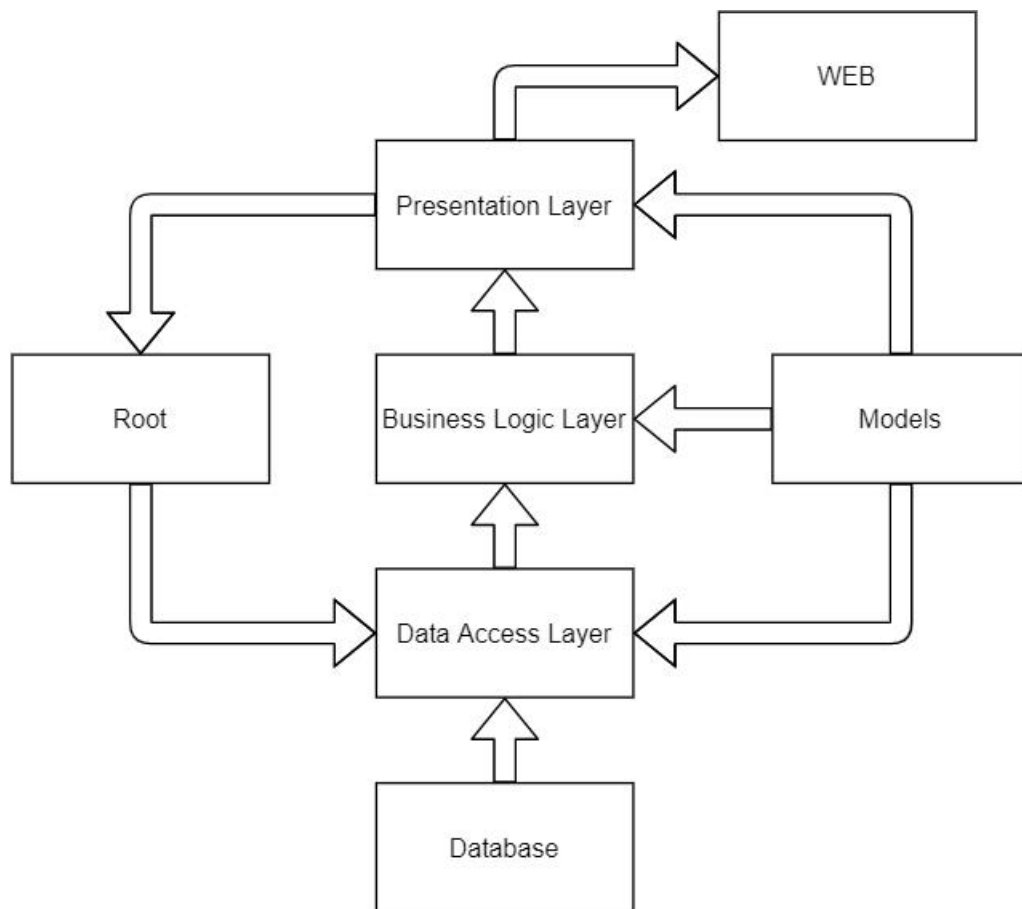 WEB
Presentation Layer
Root
Business Logic Layer
Models
Data Access Layer
Database